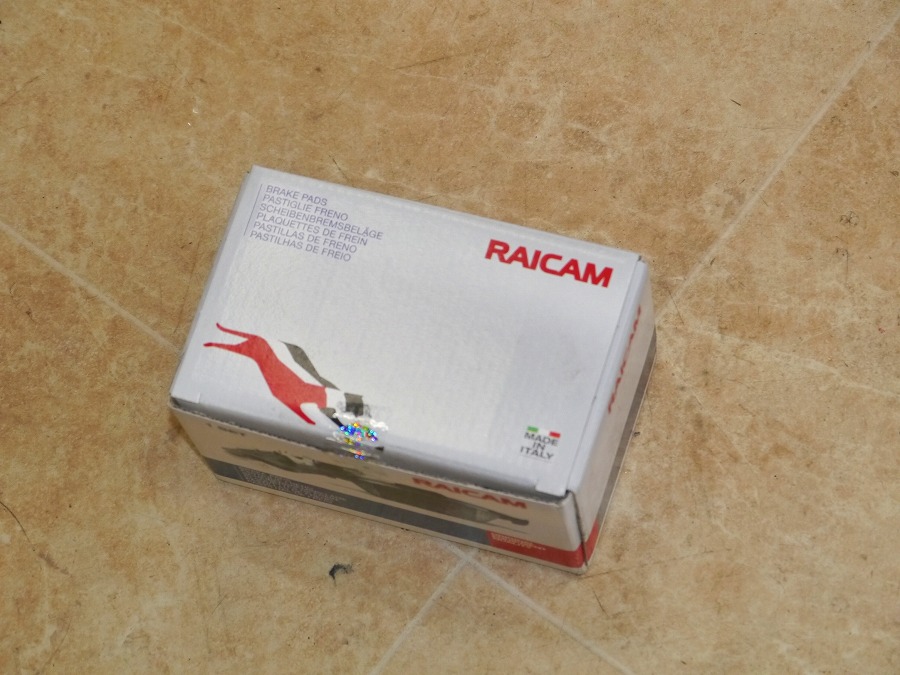 BRAKE PADS
PASTIGLIE FRENO
SCHEIBENBREMSBELÄGE
PLAQUETTES DE FREIN
PASTILLAS DE FRENO
PASTILHAS DE FREIO
RAICAM
MADE
IN
ITALY
RAICAM
RAICAM